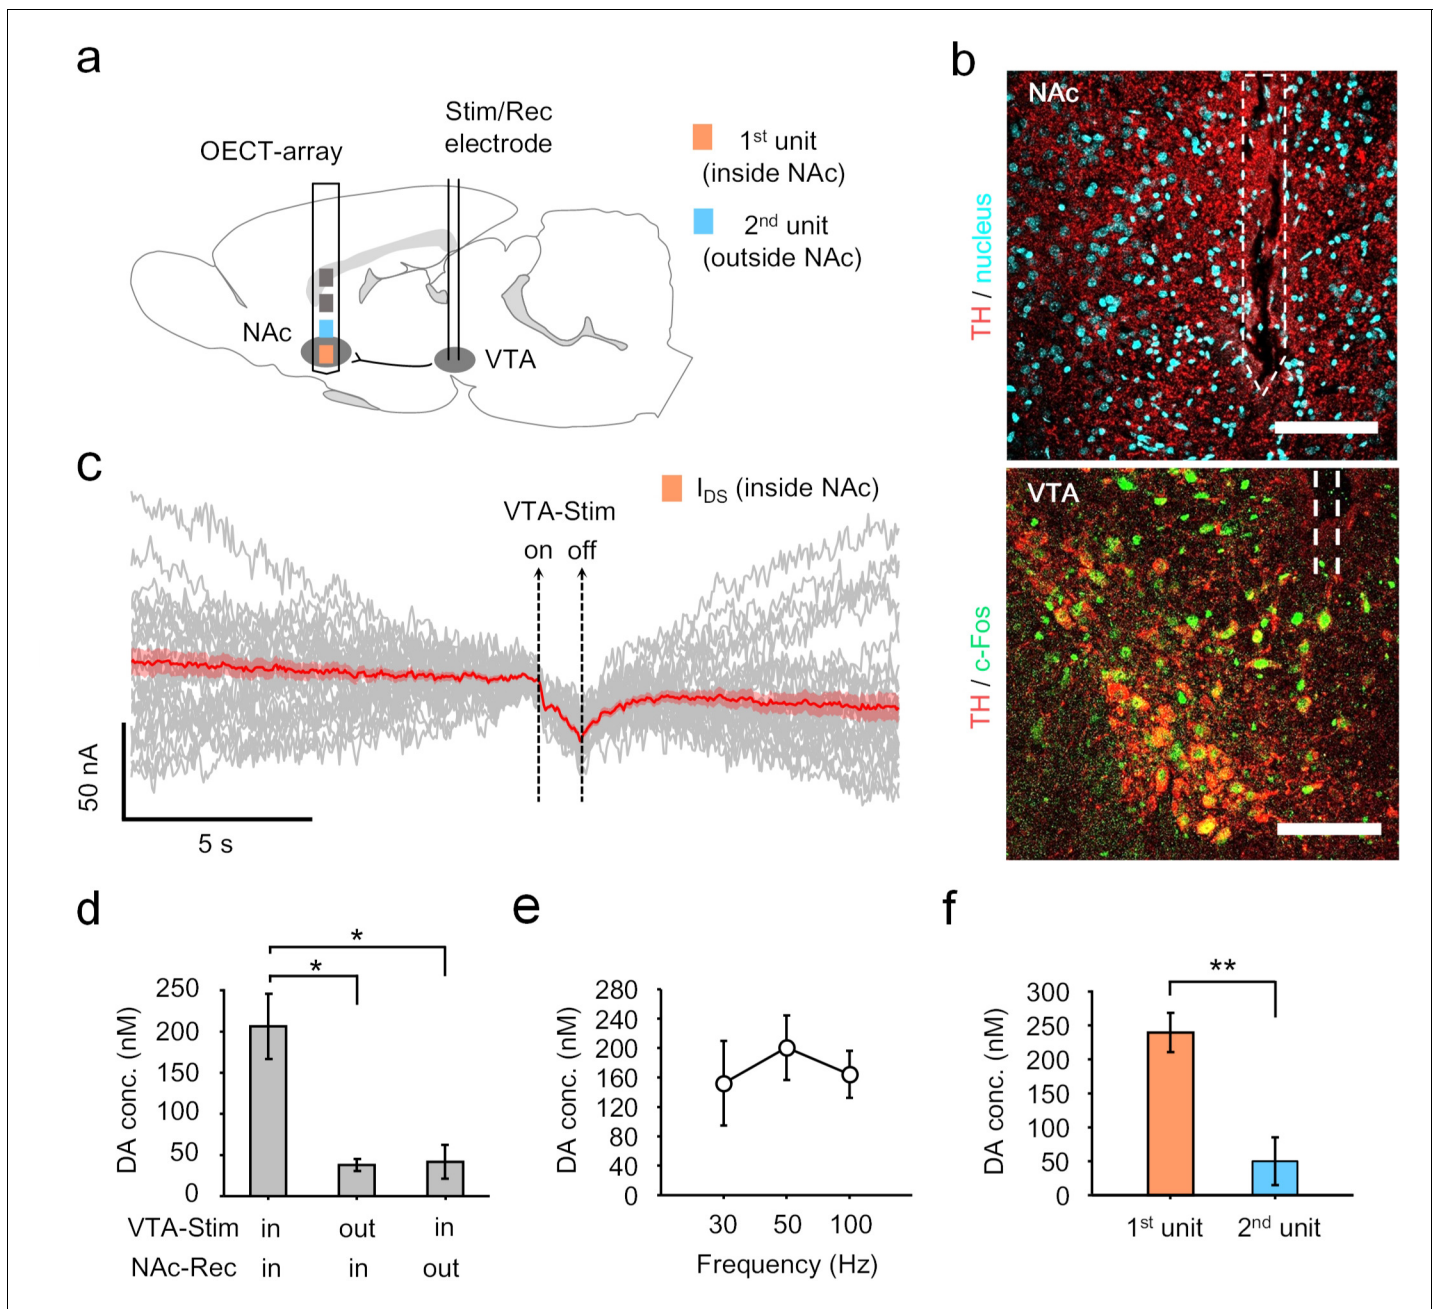 a
Stim/Rec
electrode
OECT-array
1st unit
(inside NAc)
2nd unit
(outside NAc)
NAc
VTA
b
NAc
TH / nucleus
VTA
TH / c-Fos
c
IDS (inside NAc)
VTA-Stim
on off
50 nA
5 s
d
* 
*
DA conc. (nM)
250
200
150
100
50
0
VTA-Stim in out in
NAc-Rec in in out
e
DA conc. (nM)
280
240
200
160
120
80
40
0
30 50 100
Frequency (Hz)
f
**
DA conc. (nM)
300
250
200
150
100
50
0
1st unit 2nd unit